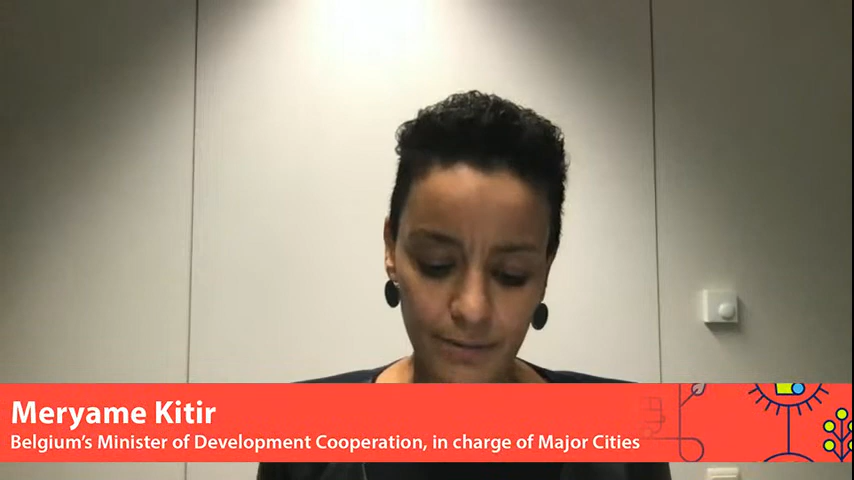 Meryame Kitir
Belgium's Minister of Development Cooperation, in charge of Major Cities